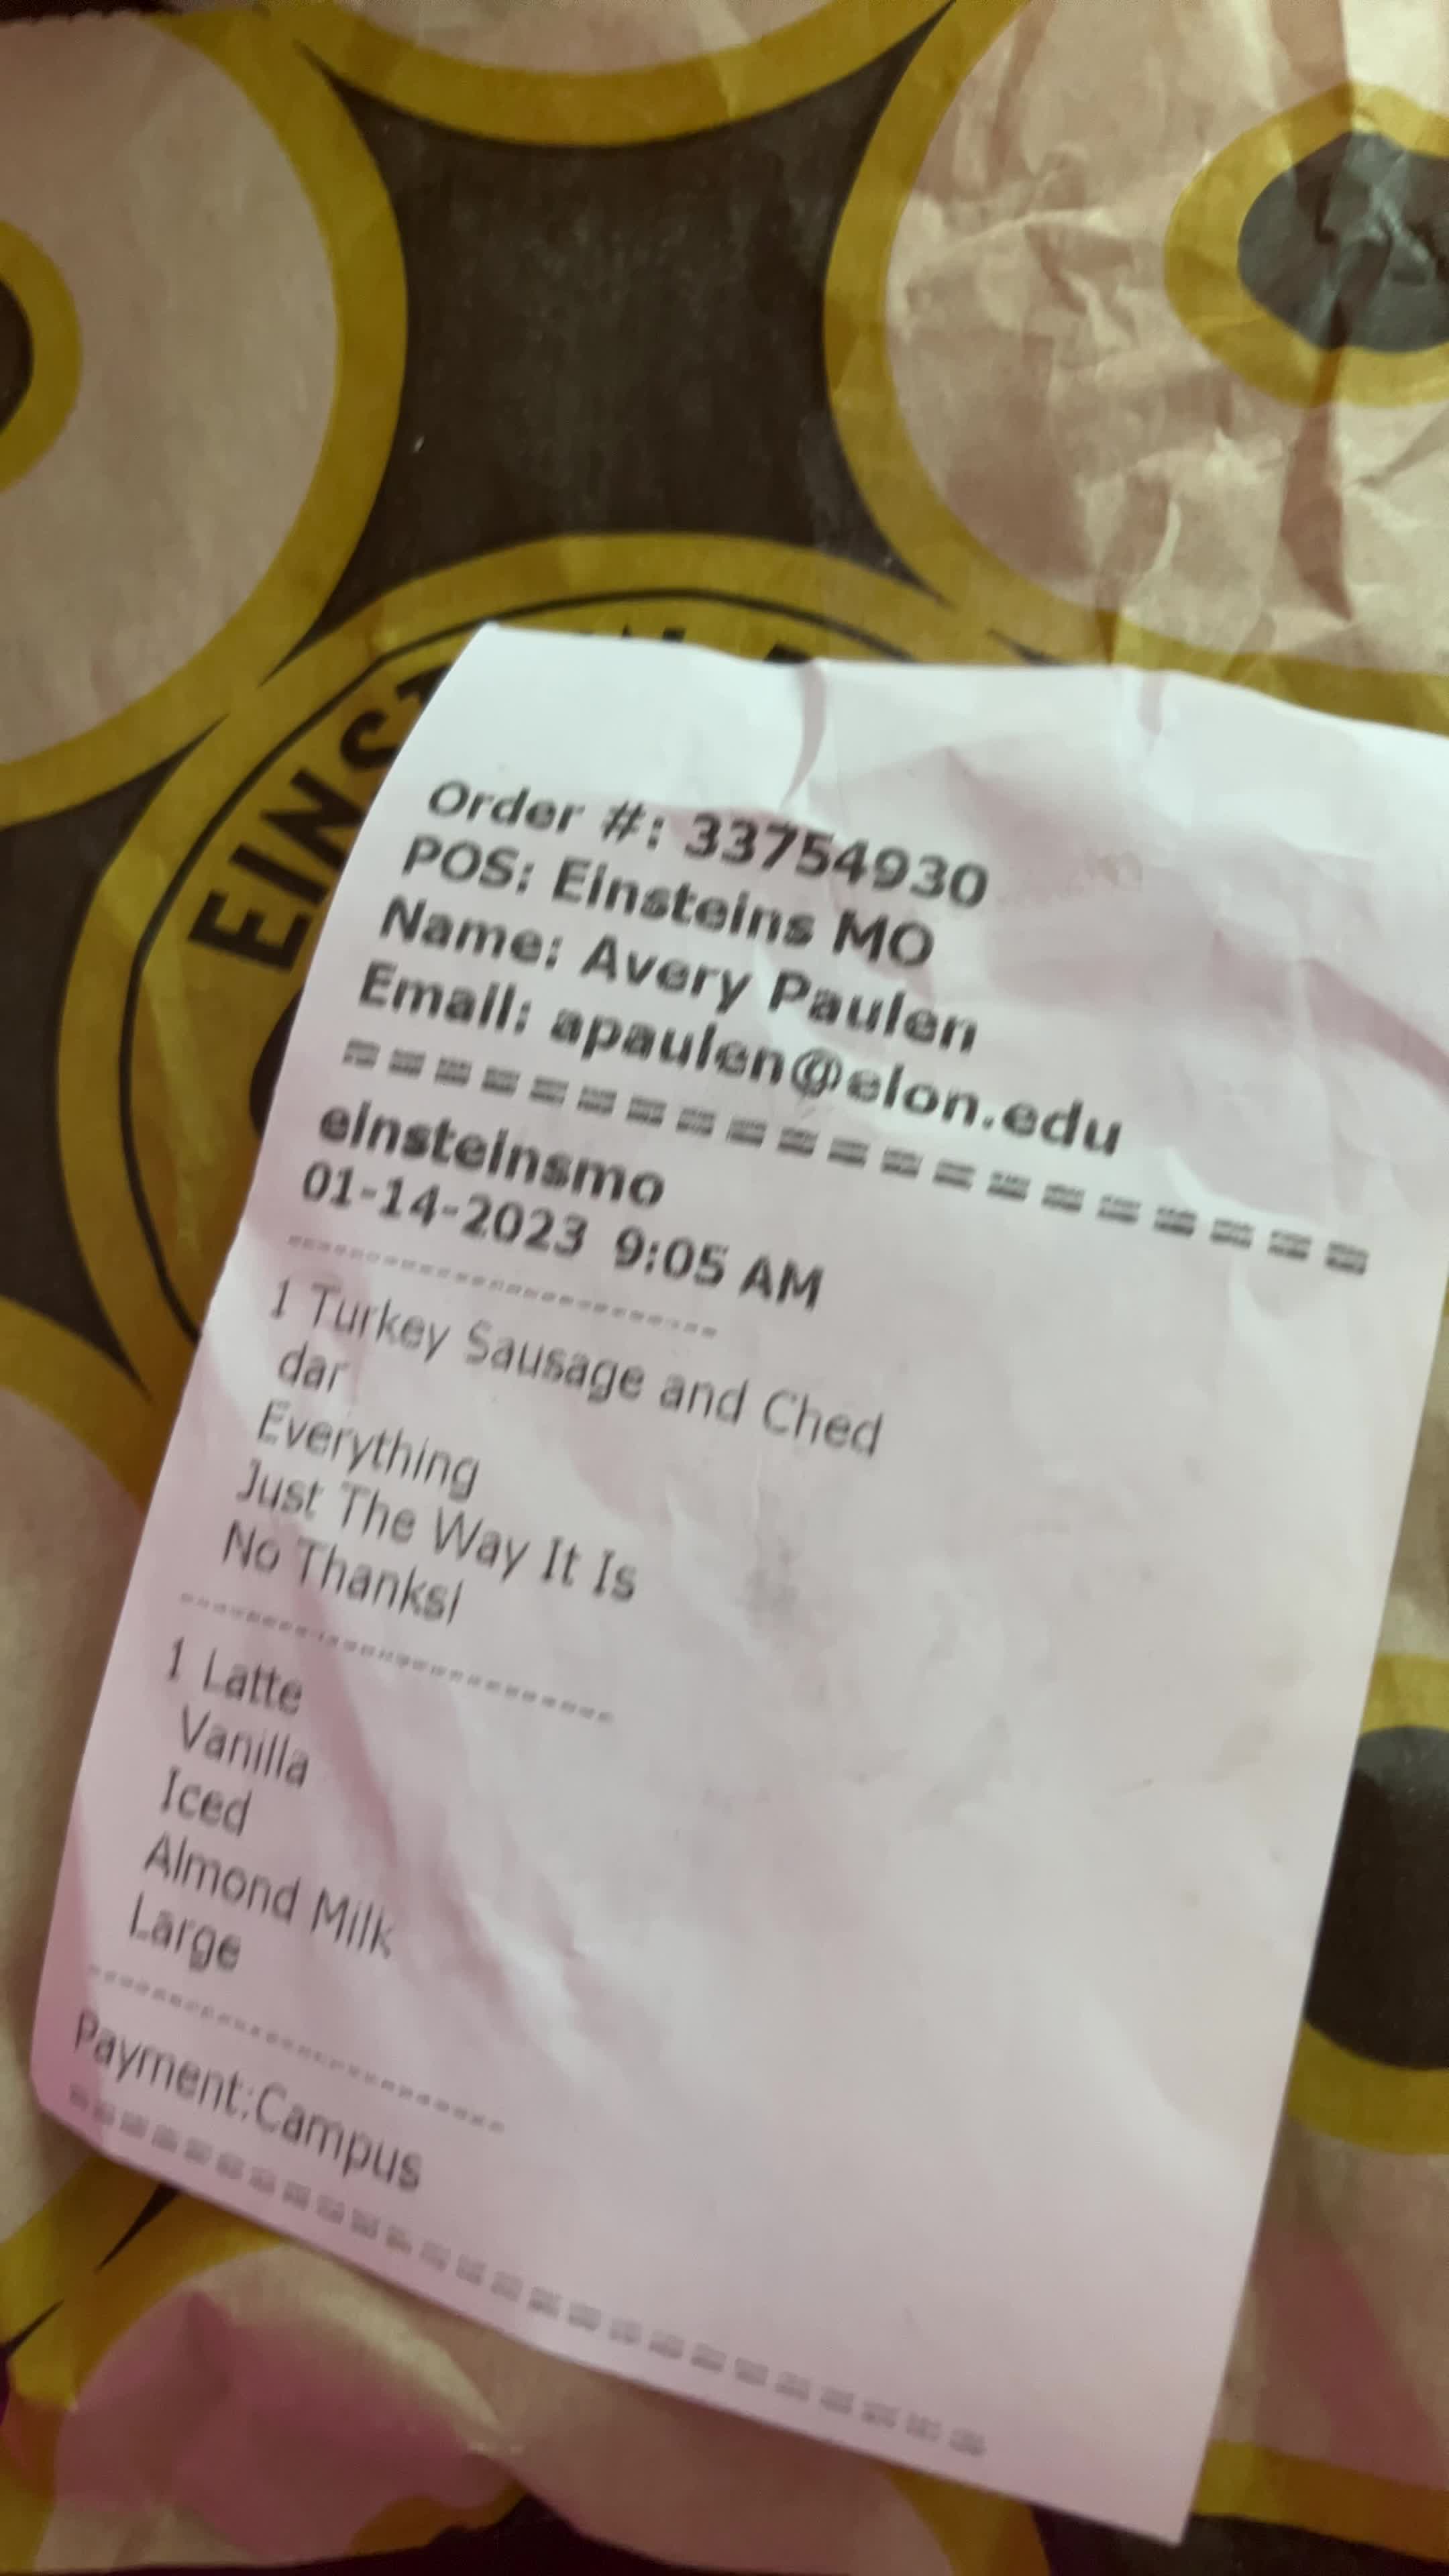 EINS
Order #: 33754930
POS: Einsteins MO
Name: Avery Paulen
Email: apaulen@elon.edu
=====================
einsteinsmo
01-14-2023 9:05 AM
----------------------
1 Turkey Sausage and Ched
dar
Everything
Just The Way It Is
No Thanks!
----------------------
1 Latte
Vanilla
Iced
Almond Milk
Large
----------------------
Payment:Campus
=====================